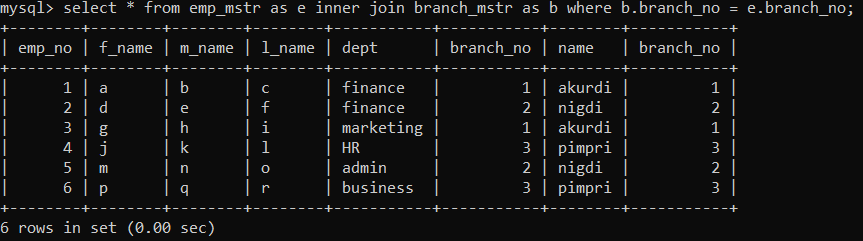 mysql> select * from emp_mstr as e inner join branch_mstr as b where b.branch_no = e.branch_no;
+--------+--------+--------+--------+-----------+-----------+--------+-----------+
| emp_no | f_name | m_name | l_name | dept      | branch_no | name   | branch_no |
+--------+--------+--------+--------+-----------+-----------+--------+-----------+
|      1 | a      | b      | c      | finance   |         1 | akurdi |         1 |
|      2 | d      | e      | f      | finance   |         2 | nigdi  |         2 |
|      3 | g      | h      | i      | marketing |         1 | akurdi |         1 |
|      4 | j      | k      | l      | HR        |         3 | pimpri |         3 |
|      5 | m      | n      | o      | admin     |         2 | nigdi  |         2 |
|      6 | p      | q      | r      | business  |         3 | pimpri |         3 |
+--------+--------+--------+--------+-----------+-----------+--------+-----------+
6 rows in set (0.00 sec)